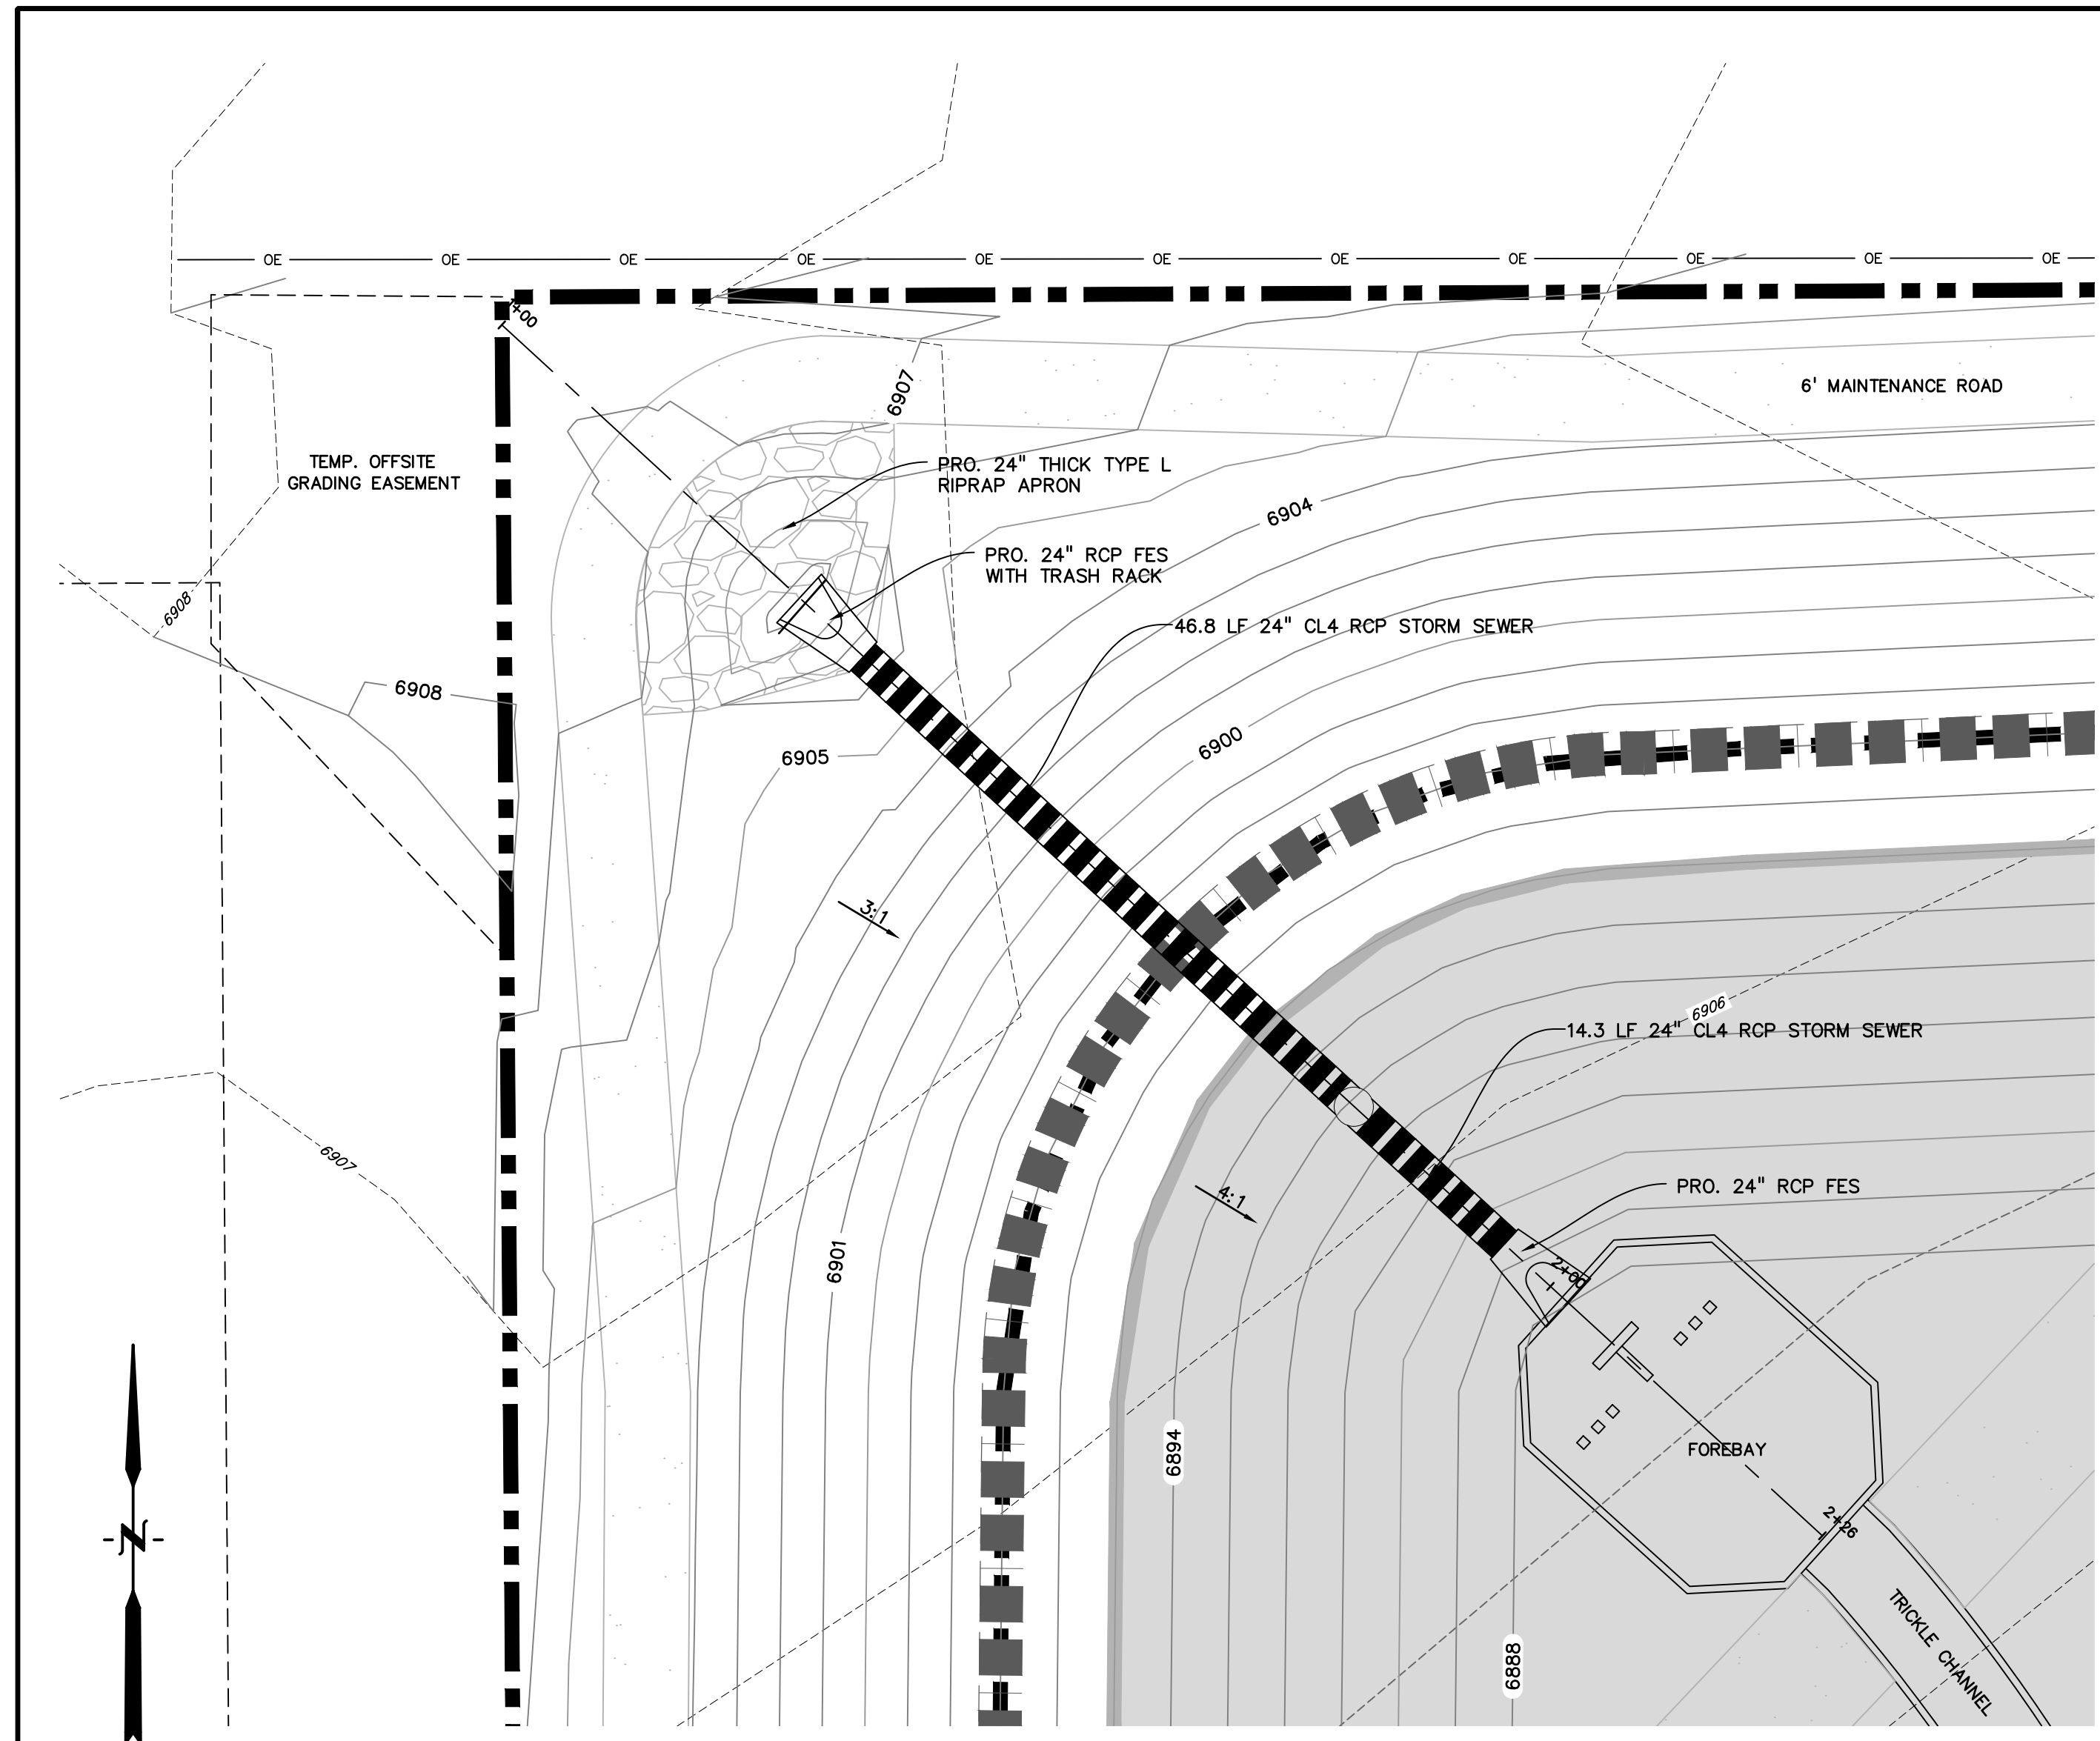 OE OE OE OE OE OE OE OE OE OE OE
1+00
6' MAINTENANCE ROAD
6907
TEMP. OFFSITE
GRADING EASEMENT
PRO. 24" THICK TYPE L
RIPRAP APRON
6904
PRO. 24" RCP FES
WITH TRASH RACK
6908
46.8 LF 24" CL4 RCP STORM SEWER
6908
6900
6905
3:1
6906
14.3 LF 24" CL4 RCP STORM SEWER
6907
4:1
PRO. 24" RCP FES
6901
2+00
6894
FOREBAY
2+26
N
6888
TRICKLE CHANNEL